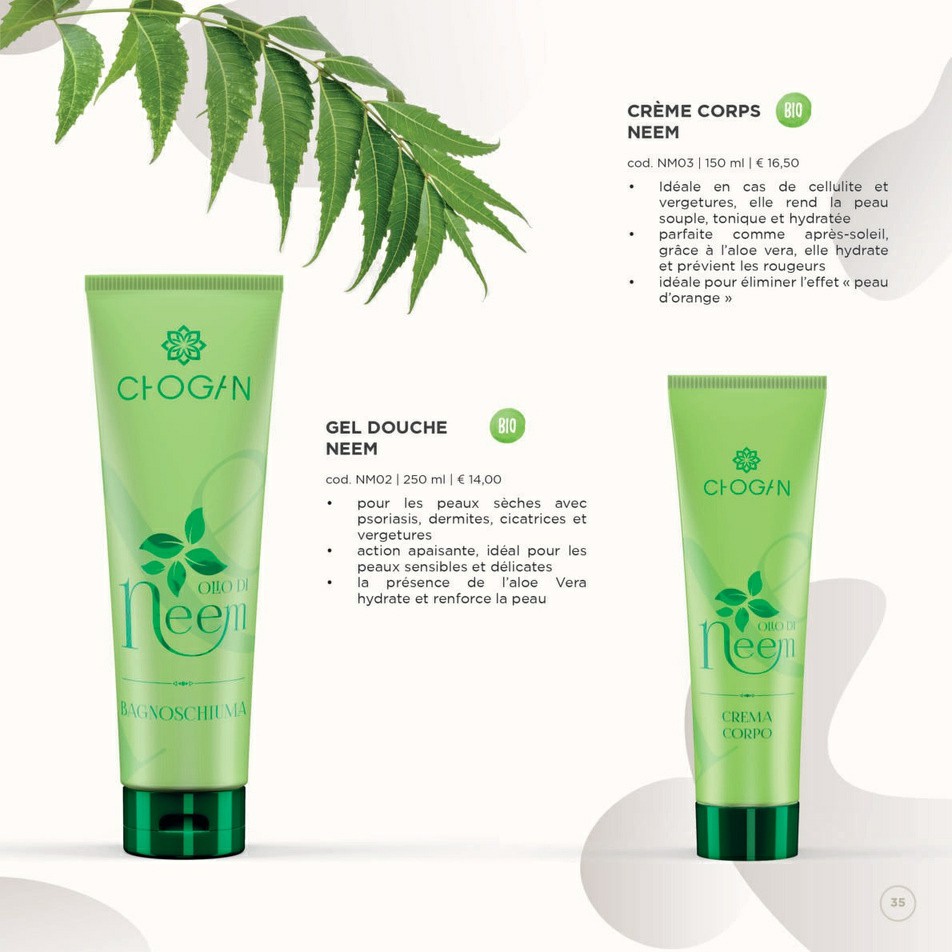 CRÈME CORPS BIO
NEEM
cod. NM03 | 150 ml | € 16,50
• Idéale en cas de cellulite et
vergetures, elle rend la peau
souple, tonique et hydratée
• parfaite comme après-soleil,
grâce à l'aloe vera, elle hydrate
et prévient les rougeurs
• idéale pour éliminer l'effet « peau
d'orange »
CHOGAN
OLIO DI
neem
BAGNOSCHIUMA
GEL DOUCHE BIO
NEEM
cod. NM02 | 250 ml | € 14,00
• pour les peaux sèches avec
psoriasis, dermites, cicatrices et
vergetures
• action apaisante, idéal pour les
peaux sensibles et délicates
• la présence de l'aloe Vera
hydrate et renforce la peau
CHOGAN
OLIO DI
neem
CREMA
CORPO
35